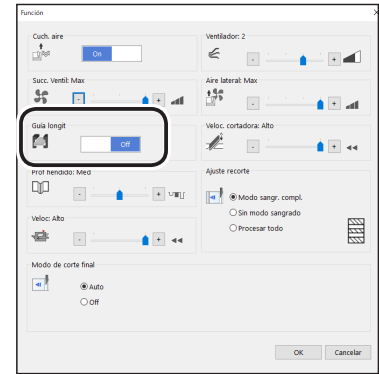 Función
Cuch. aire
On
Ventilador: 2
- +
Succ. Ventil: Max
- +
Aire lateral: Max
- +
Guía longit
Off
Veloc. cortadora: Alto
- +
Prof hendido: Med
- +
Ajuste recorte
Modo sangr. compl.
Sin modo sangrado
Procesar todo
Veloc: Alto
- +
Modo de corte final
Auto
Off
OK Cancelar